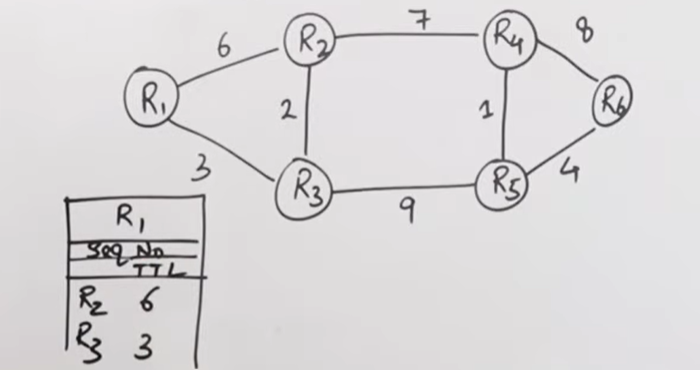 6
R₂
7
R₄
8
R₁
2
1
R₆
3
R₃
9
R₅
4
R₁
Seq No
TTL
R₂ 6
R₃ 3